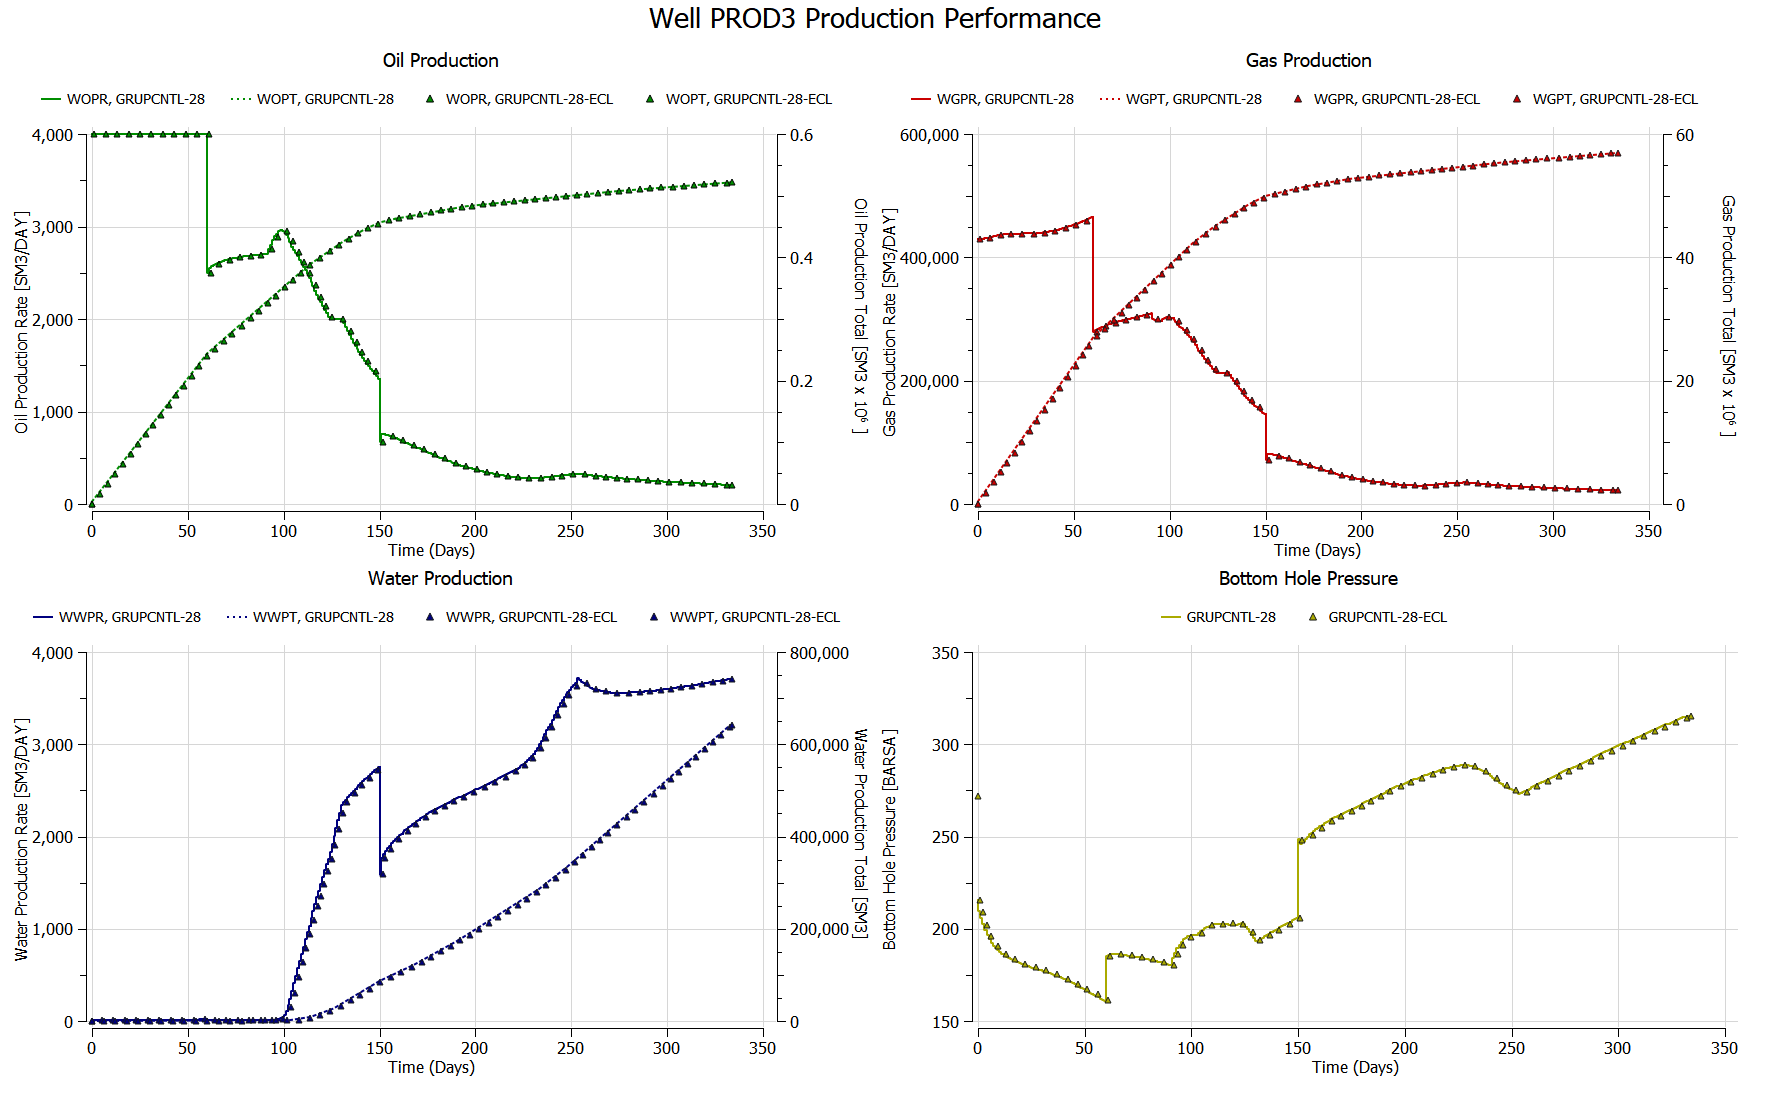 Well PROD3 Production Performance
Oil Production
WOPR, GRUPCNTL-28 WOPT, GRUPCNTL-28 WOPR, GRUPCNTL-28-ECL WOPT, GRUPCNTL-28-ECL
4,000
3,000
2,000
1,000
0
Oil Production Rate [SM3/DAY]
0.6
0.4
0.2
0
Oil Production Total [SM3 x 10⁶ ]
0 50 100 150 200 250 300 350
Time (Days)
Gas Production
WGPR, GRUPCNTL-28 WGPT, GRUPCNTL-28 WGPR, GRUPCNTL-28-ECL WGPT, GRUPCNTL-28-ECL
600,000
400,000
200,000
0
Gas Production Rate [SM3/DAY]
60
40
20
0
Gas Production Total [SM3 x 10⁶ ]
0 50 100 150 200 250 300 350
Time (Days)
Water Production
WWPR, GRUPCNTL-28 WWPT, GRUPCNTL-28 WWPR, GRUPCNTL-28-ECL WWPT, GRUPCNTL-28-ECL
4,000
3,000
2,000
1,000
0
Water Production Rate [SM3/DAY]
800,000
600,000
400,000
200,000
0
Water Production Total [SM3]
0 50 100 150 200 250 300 350
Time (Days)
Bottom Hole Pressure
GRUPCNTL-28 GRUPCNTL-28-ECL
350
300
250
200
150
Bottom Hole Pressure [BARSA]
0 50 100 150 200 250 300 350
Time (Days)